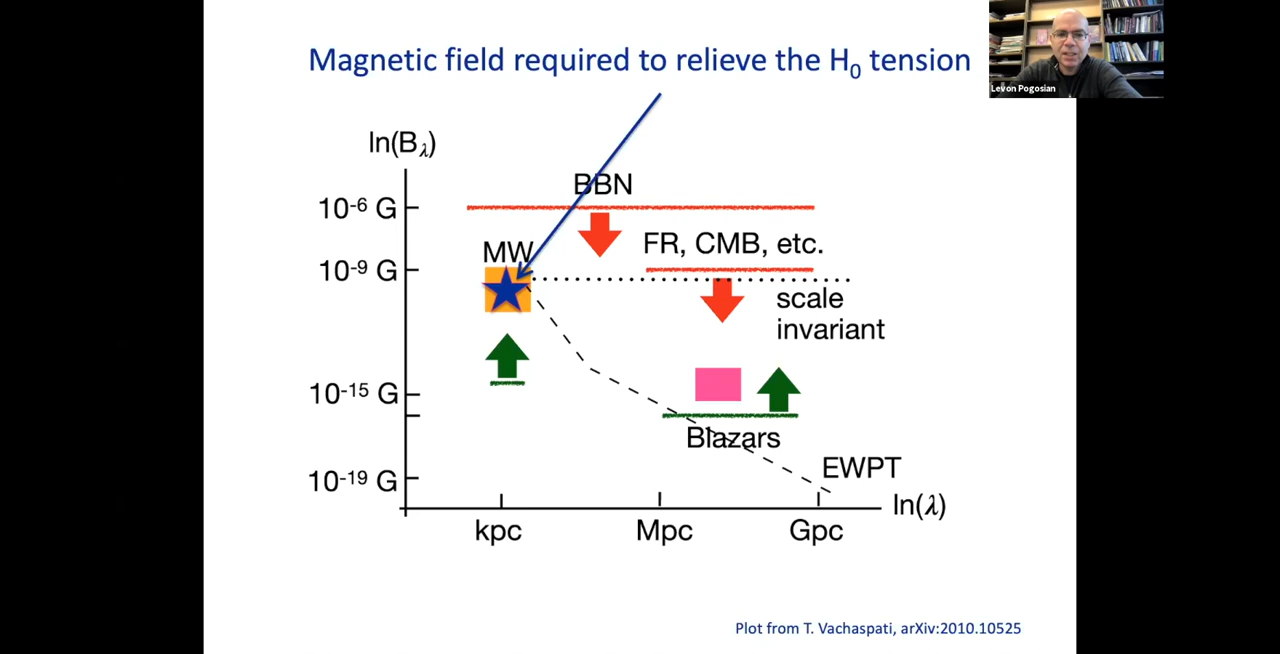 Magnetic field required to relieve the H₀ tension
Levon Pogosian
ln(B_λ)
BBN
10⁻⁶ G
FR, CMB, etc.
MW
10⁻⁹ G
scale
invariant
10⁻¹⁵ G
Blazars
EWPT
10⁻¹⁹ G
ln(λ)
kpc
Mpc
Gpc
Plot from T. Vachaspati, arXiv:2010.10525